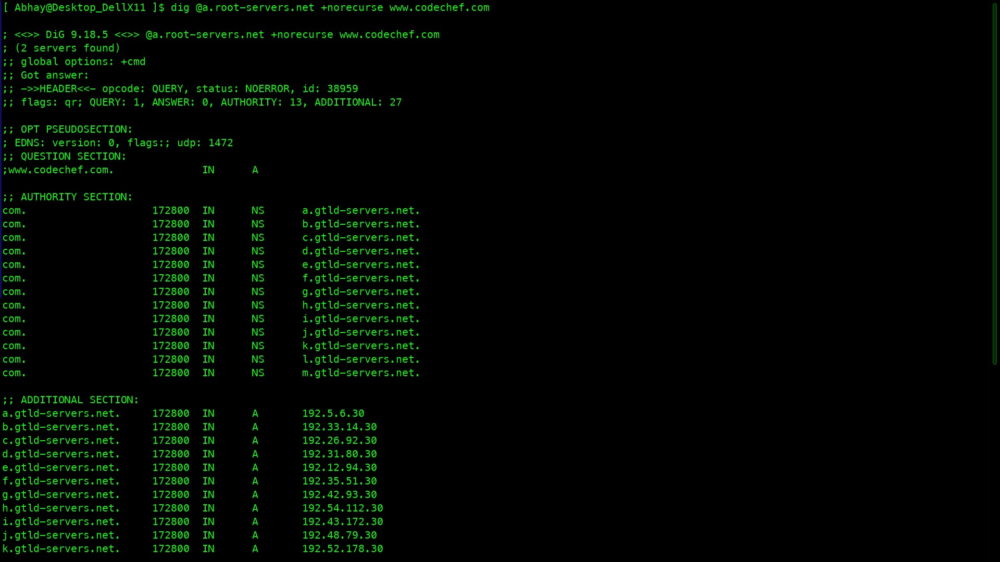 [ Abhay@Desktop_DellX11 ]$ dig @a.root-servers.net +norecurse www.codechef.com
; <<>> DiG 9.18.5 <<>> @a.root-servers.net +norecurse www.codechef.com
; (2 servers found)
;; global options: +cmd
;; Got answer:
;; ->>HEADER<<- opcode: QUERY, status: NOERROR, id: 38959
;; flags: qr; QUERY: 1, ANSWER: 0, AUTHORITY: 13, ADDITIONAL: 27
;; OPT PSEUDOSECTION:
; EDNS: version: 0, flags:; udp: 1472
;; QUESTION SECTION:
;www.codechef.com. IN A
;; AUTHORITY SECTION:
com. 172800 IN NS a.gtld-servers.net.
com. 172800 IN NS b.gtld-servers.net.
com. 172800 IN NS c.gtld-servers.net.
com. 172800 IN NS d.gtld-servers.net.
com. 172800 IN NS e.gtld-servers.net.
com. 172800 IN NS f.gtld-servers.net.
com. 172800 IN NS g.gtld-servers.net.
com. 172800 IN NS h.gtld-servers.net.
com. 172800 IN NS i.gtld-servers.net.
com. 172800 IN NS j.gtld-servers.net.
com. 172800 IN NS k.gtld-servers.net.
com. 172800 IN NS l.gtld-servers.net.
com. 172800 IN NS m.gtld-servers.net.
;; ADDITIONAL SECTION:
a.gtld-servers.net. 172800 IN A 192.5.6.30
b.gtld-servers.net. 172800 IN A 192.33.14.30
c.gtld-servers.net. 172800 IN A 192.26.92.30
d.gtld-servers.net. 172800 IN A 192.31.80.30
e.gtld-servers.net. 172800 IN A 192.12.94.30
f.gtld-servers.net. 172800 IN A 192.35.51.30
g.gtld-servers.net. 172800 IN A 192.42.93.30
h.gtld-servers.net. 172800 IN A 192.54.112.30
i.gtld-servers.net. 172800 IN A 192.43.172.30
j.gtld-servers.net. 172800 IN A 192.48.79.30
k.gtld-servers.net. 172800 IN A 192.52.178.30